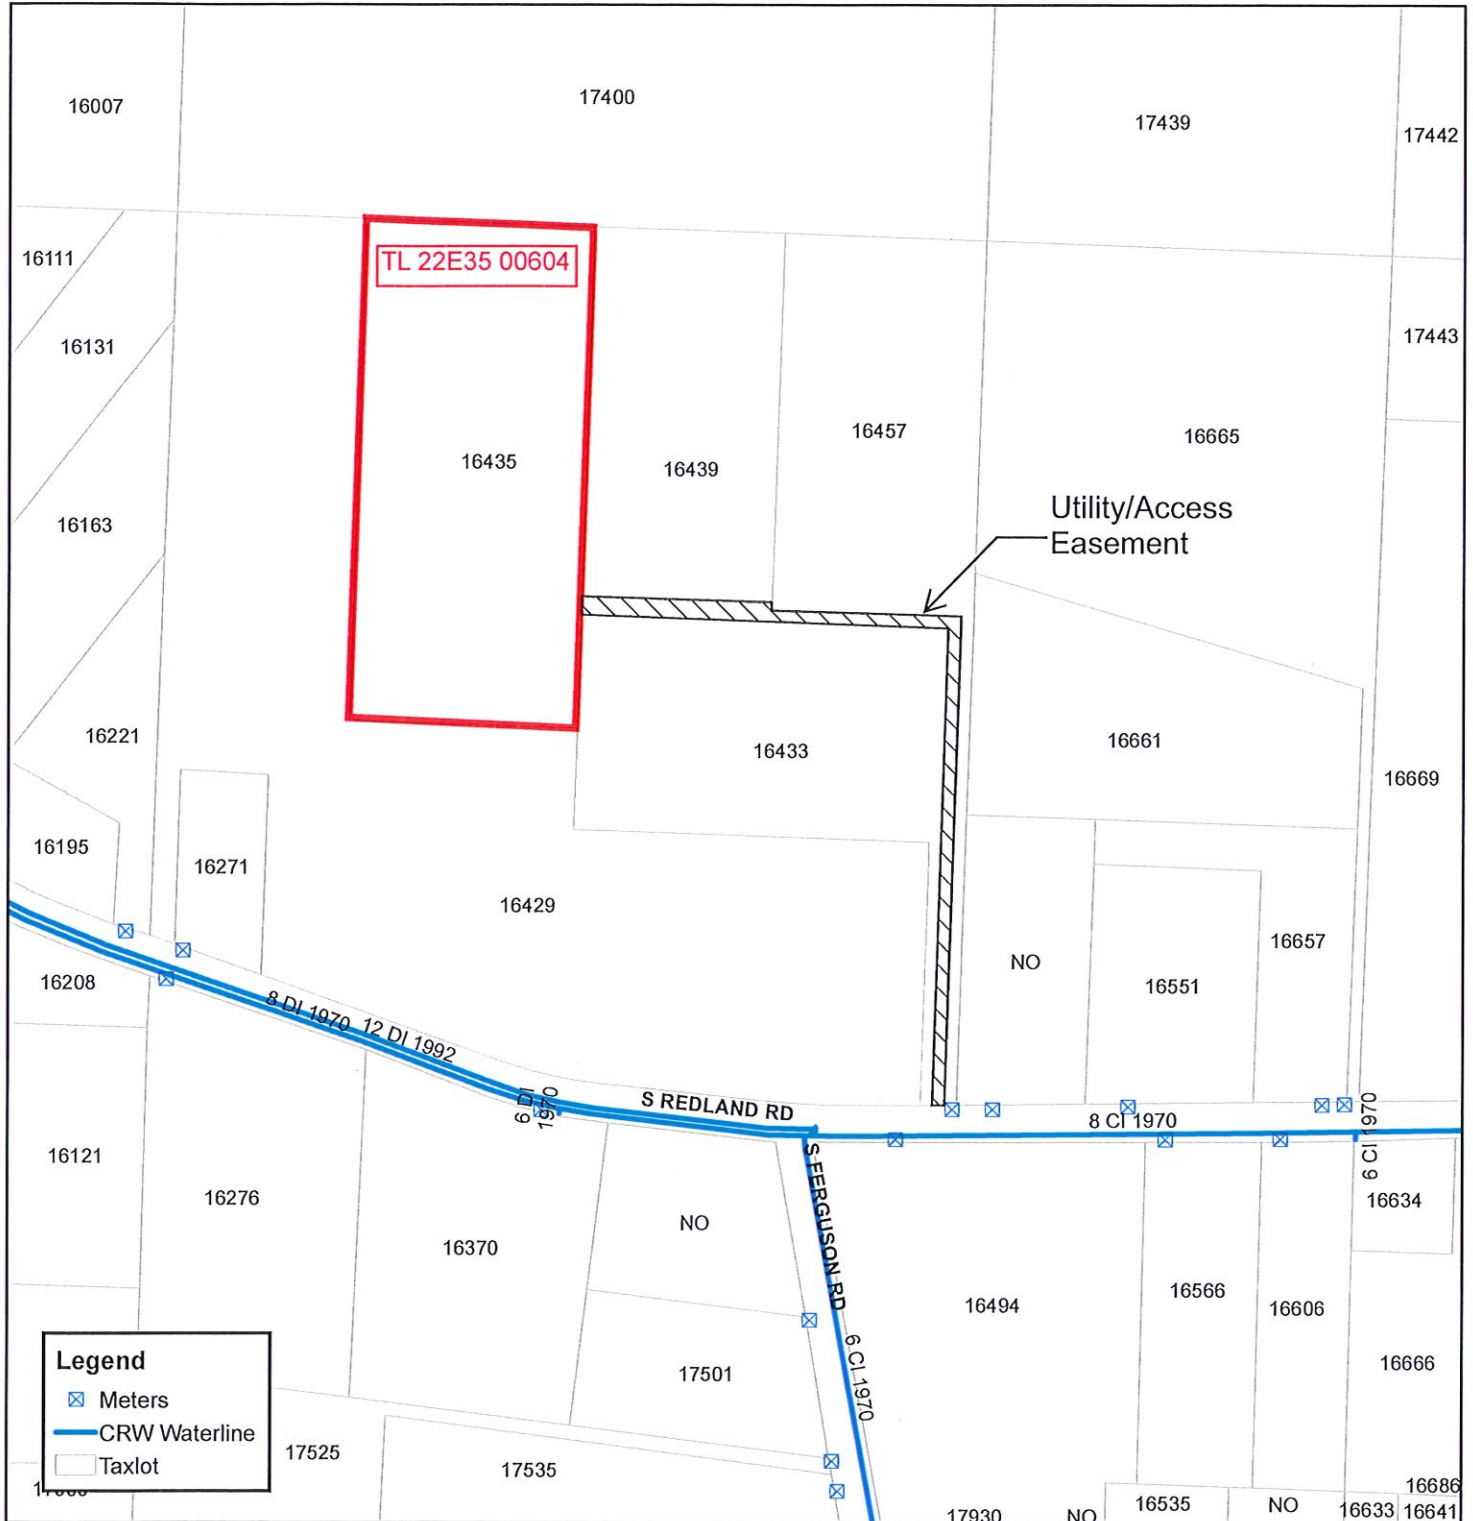 16007
17400
17439
17442
16111
TL 22E35 00604
16131
17443
16435
16439
16457
16665
16163
Utility/Access
Easement
16221
16433
16661
16669
16195
16271
16429
NO
16551
16657
16208
8 DI 1970
12 DI 1992
6 DI
1970
S REDLAND RD
8 CI 1970
6 CI 1970
16121
16276
16370
NO
S FERGUSON RD
16494
16566
16606
16634
6 CI 1970
17501
16666
Legend
Meters
CRW Waterline
Taxlot
17525
17535
17930
NO
16535
NO
16633
16686
16641